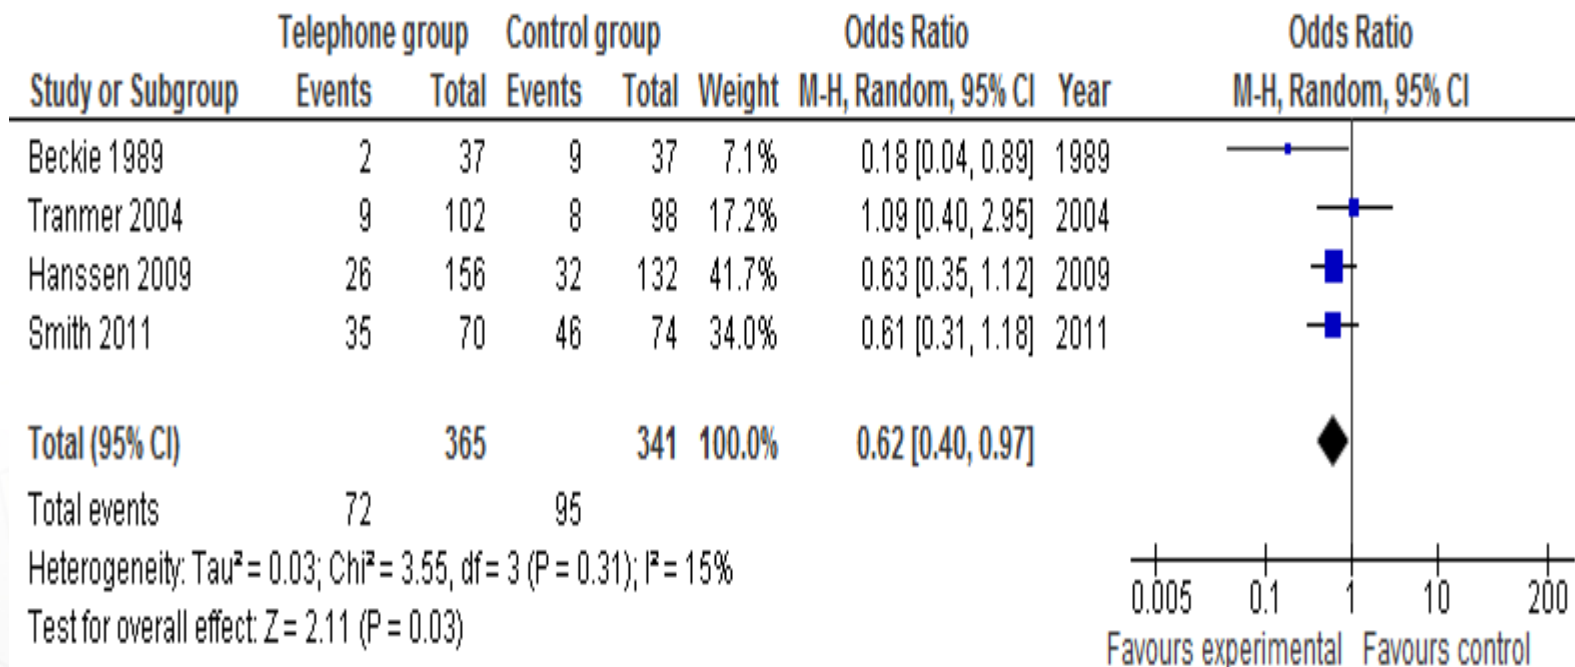 Telephone group Control group Odds Ratio Odds Ratio
Study or Subgroup Events Total Events Total Weight M-H, Random, 95% CI Year M-H, Random, 95% CI
Beckie 1989 2 37 9 37 7.1% 0.18 [0.04, 0.89] 1989
Tranmer 2004 9 102 8 98 17.2% 1.09 [0.40, 2.95] 2004
Hanssen 2009 26 156 32 132 41.7% 0.63 [0.35, 1.12] 2009
Smith 2011 35 70 46 74 34.0% 0.61 [0.31, 1.18] 2011
Total (95% CI) 365 341 100.0% 0.62 [0.40, 0.97]
Total events 72 95
Heterogeneity: Tau² = 0.03; Chi² = 3.55, df = 3 (P = 0.31); I² = 15%
Test for overall effect: Z = 2.11 (P = 0.03)
0.005 0.1 1 10 200
Favours experimental Favours control